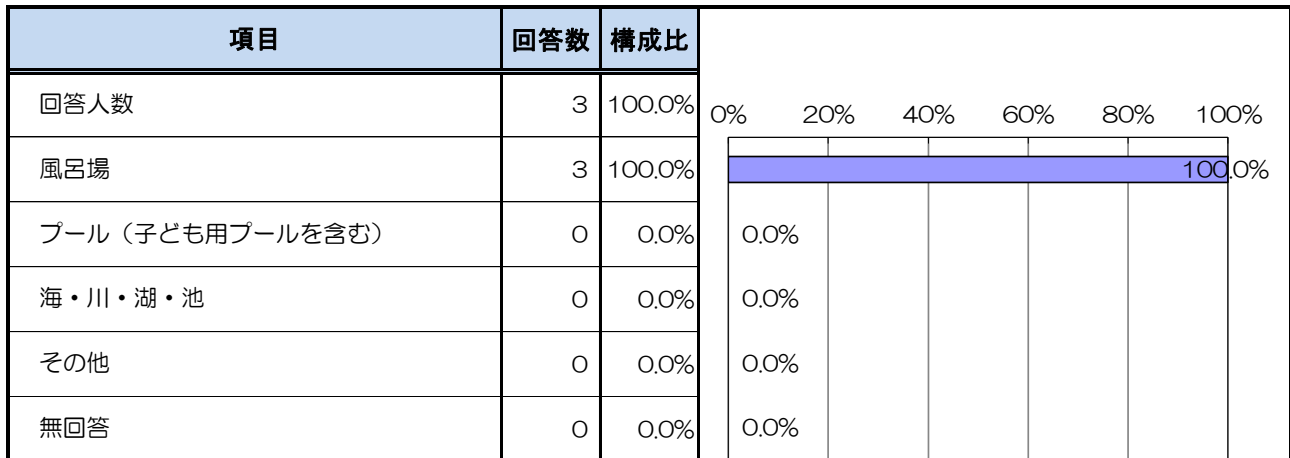 項目 回答数 構成比
回答人数 3 100.0%
0% 20% 40% 60% 80% 100%
風呂場 3 100.0% 100.0%
プール（子ども用プールを含む） 0 0.0% 0.0%
海・川・湖・池 0 0.0% 0.0%
その他 0 0.0% 0.0%
無回答 0 0.0% 0.0%